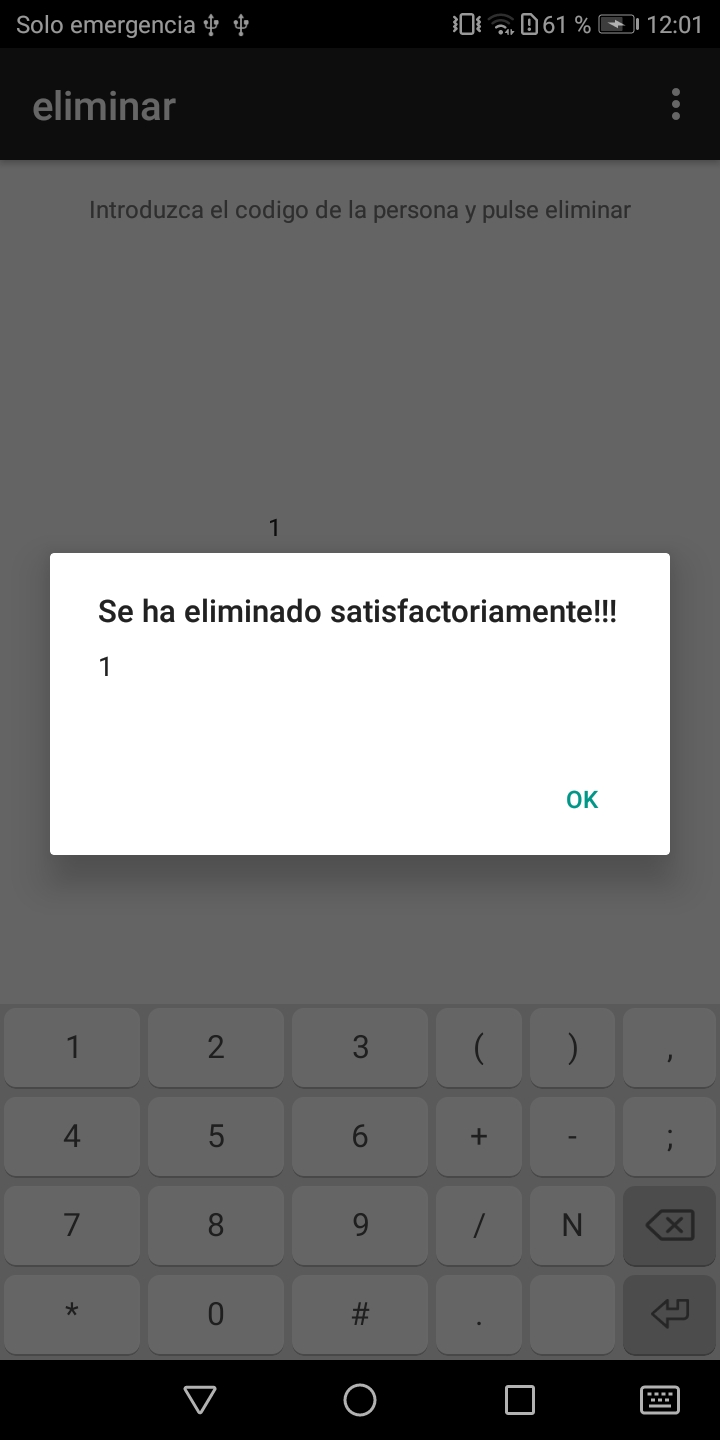 Solo emergencia 61 % 12:01
eliminar
Introduzca el codigo de la persona y pulse eliminar
1
Se ha eliminado satisfactoriamente!!!
1
OK
1 2 3 ( ) ,
4 5 6 + - ;
7 8 9 / N
* 0 # .